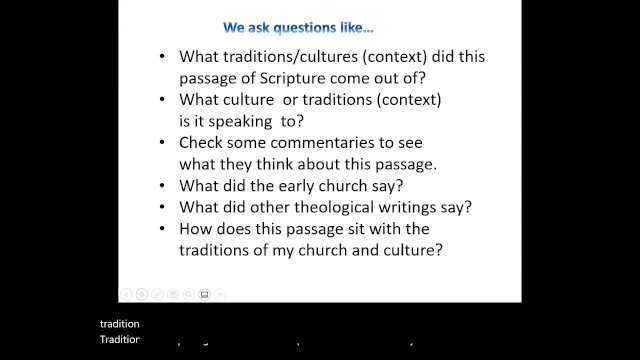 We ask questions like...
• What traditions/cultures (context) did this
passage of Scripture come out of?
• What culture or traditions (context)
is it speaking to?
• Check some commentaries to see
what they think about this passage.
• What did the early church say?
• What did other theological writings say?
• How does this passage sit with the
traditions of my church and culture?
tradition